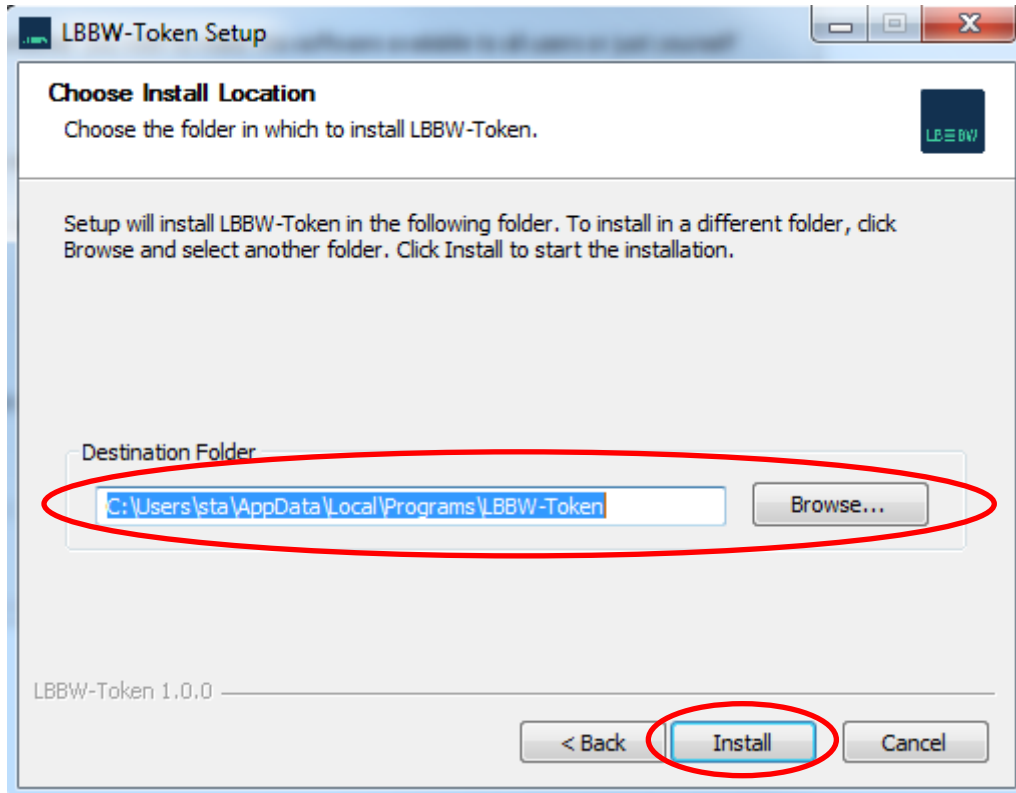 LBBW-Token Setup
Choose Install Location
Choose the folder in which to install LBBW-Token.
LB☰BW
Setup will install LBBW-Token in the following folder. To install in a different folder, click
Browse and select another folder. Click Install to start the installation.
Destination Folder
C:\Users\sta\AppData\Local\Programs\LBBW-Token
Browse...
LBBW-Token 1.0.0
< Back
Install
Cancel